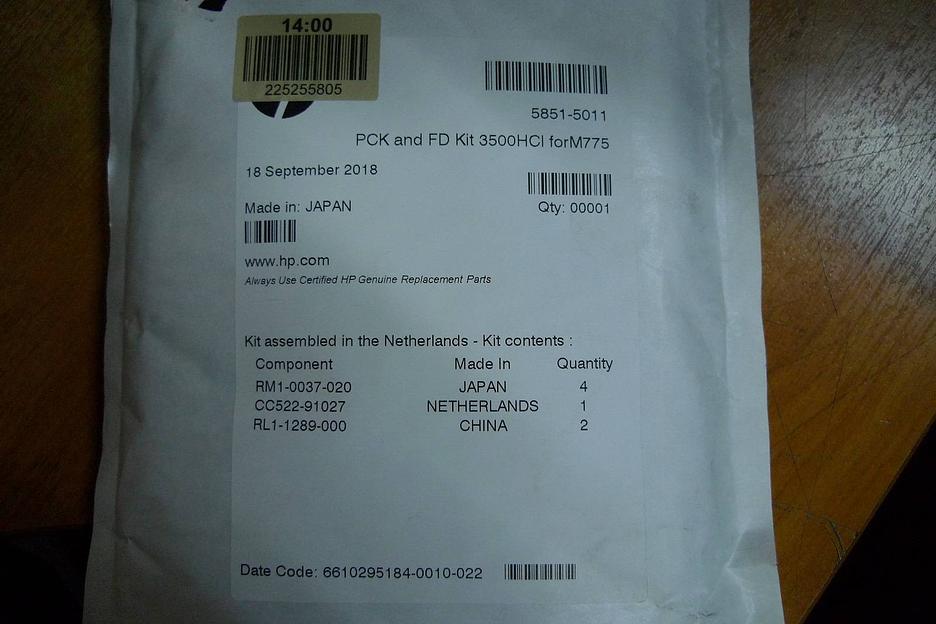 14:00
225255805
5851-5011
PCK and FD Kit 3500HCI forM775
18 September 2018
Made in: JAPAN
Qty: 00001
www.hp.com
Always Use Certified HP Genuine Replacement Parts
Kit assembled in the Netherlands - Kit contents :
Component Made In Quantity
RM1-0037-020 JAPAN 4
CC522-91027 NETHERLANDS 1
RL1-1289-000 CHINA 2
Date Code: 6610295184-0010-022